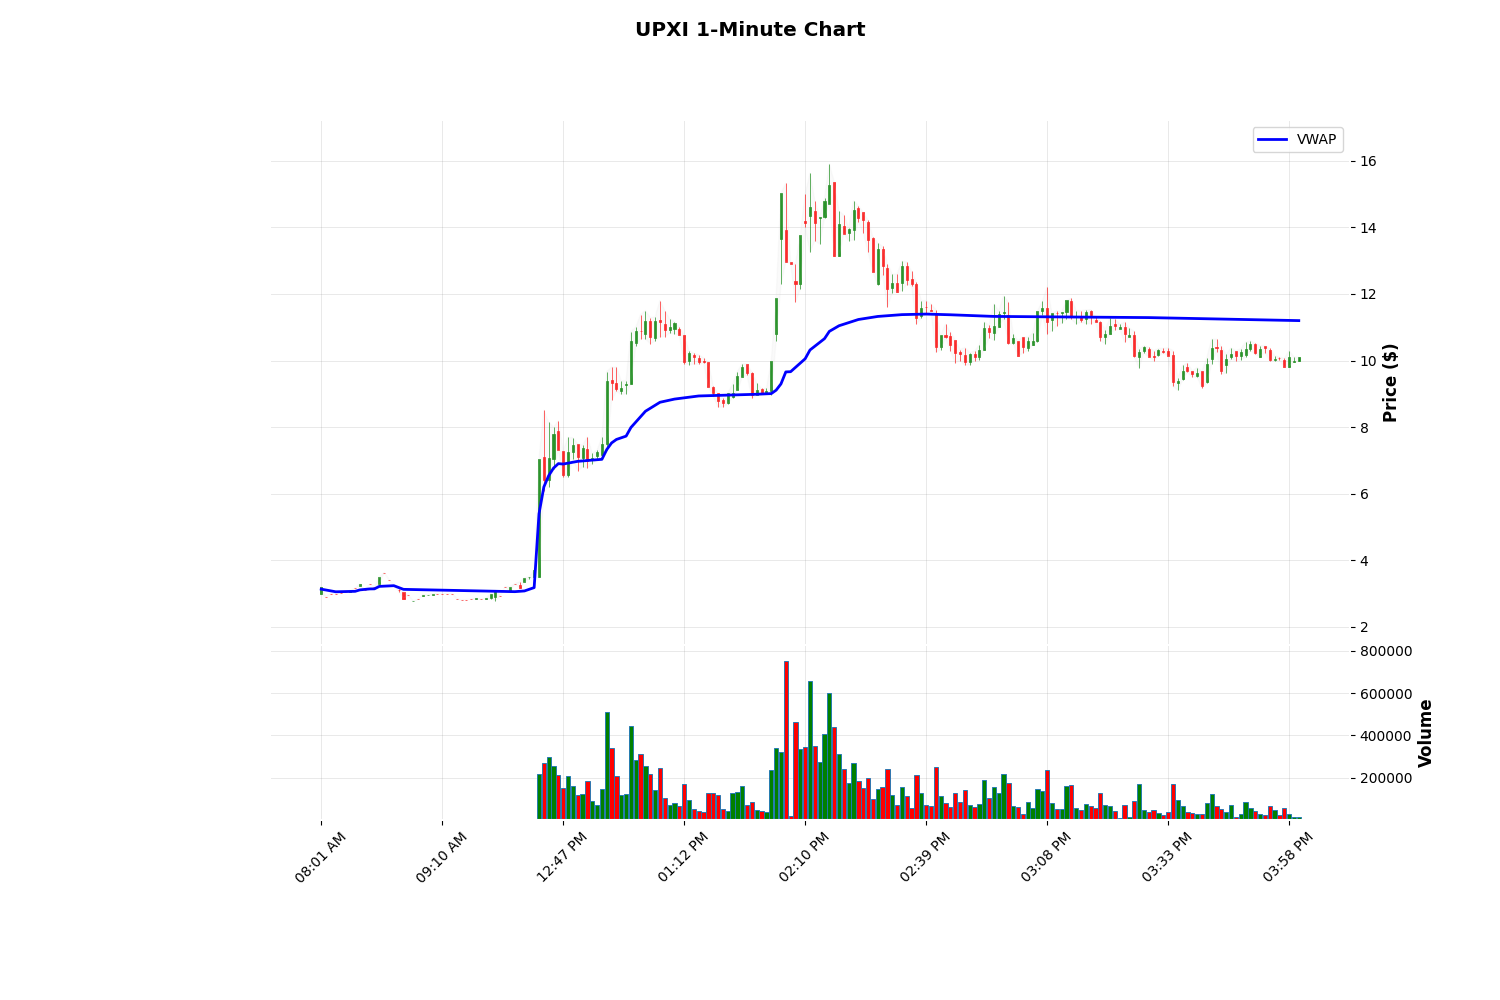 UPXI 1-Minute Chart
VWAP
16
14
12
10
8
6
4
2
Price ($)
800000
600000
400000
200000
Volume
08:01 AM
09:10 AM
12:47 PM
01:12 PM
02:10 PM
02:39 PM
03:08 PM
03:33 PM
03:58 PM